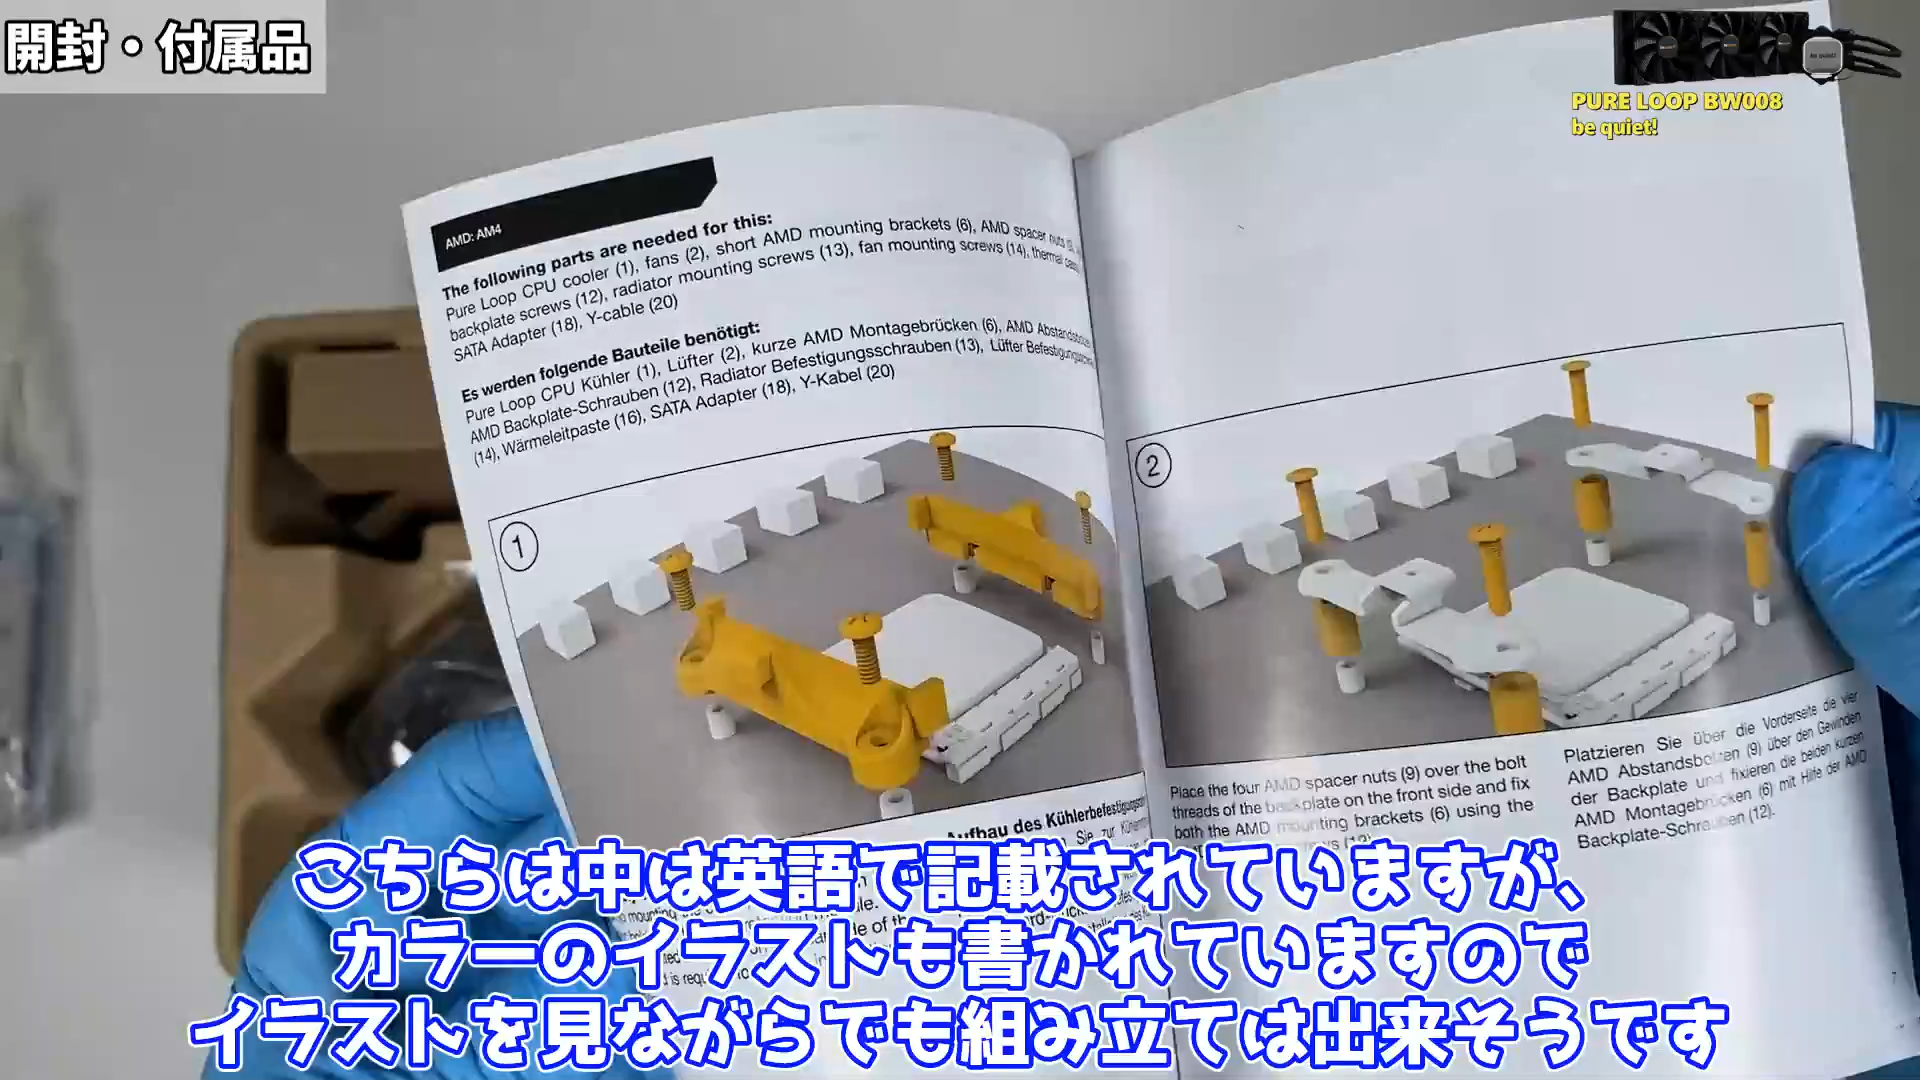 開封・付属品
PURE LOOP BW008
be quiet!
AMD: AM4
The following parts are needed for this:
Pure Loop CPU cooler (1), fans (2), short AMD mounting brackets (6), AMD spacer nuts
backplate screws (12), radiator mounting screws (13), fan mounting screws (14), thermal
SATA Adapter (18), Y-cable (20)
Es werden folgende Bauteile benötigt:
Pure Loop CPU Kühler (1), Lüfter (2), kurze AMD Montagebrücken (6), AMD
AMD Backplate-Schrauben (12), Radiator Befestigungsschrauben (13), Lüfter
(14), Wärmeleitpaste (16), SATA Adapter (18), Y-Kabel (20)
1
2
Aufbau des
Sie zur
Place the four AMD spacer nuts (9) over the bolt
threads of the backplate on the front side and fix
both the AMD mounting brackets (6) using the
Platzieren Sie über die Vorderseite die vier
AMD Abstandsbolzen (9) über den Gewinden
der Backplate und fixieren die beiden kurzen
AMD Montagebrücken (6) mit Hilfe der AMD
Backplate-Schrauben (12).
7
こちらは中は英語で記載されていますが、
カラーのイラストも書かれていますので
イラストを見ながらでも組み立ては出来そうです